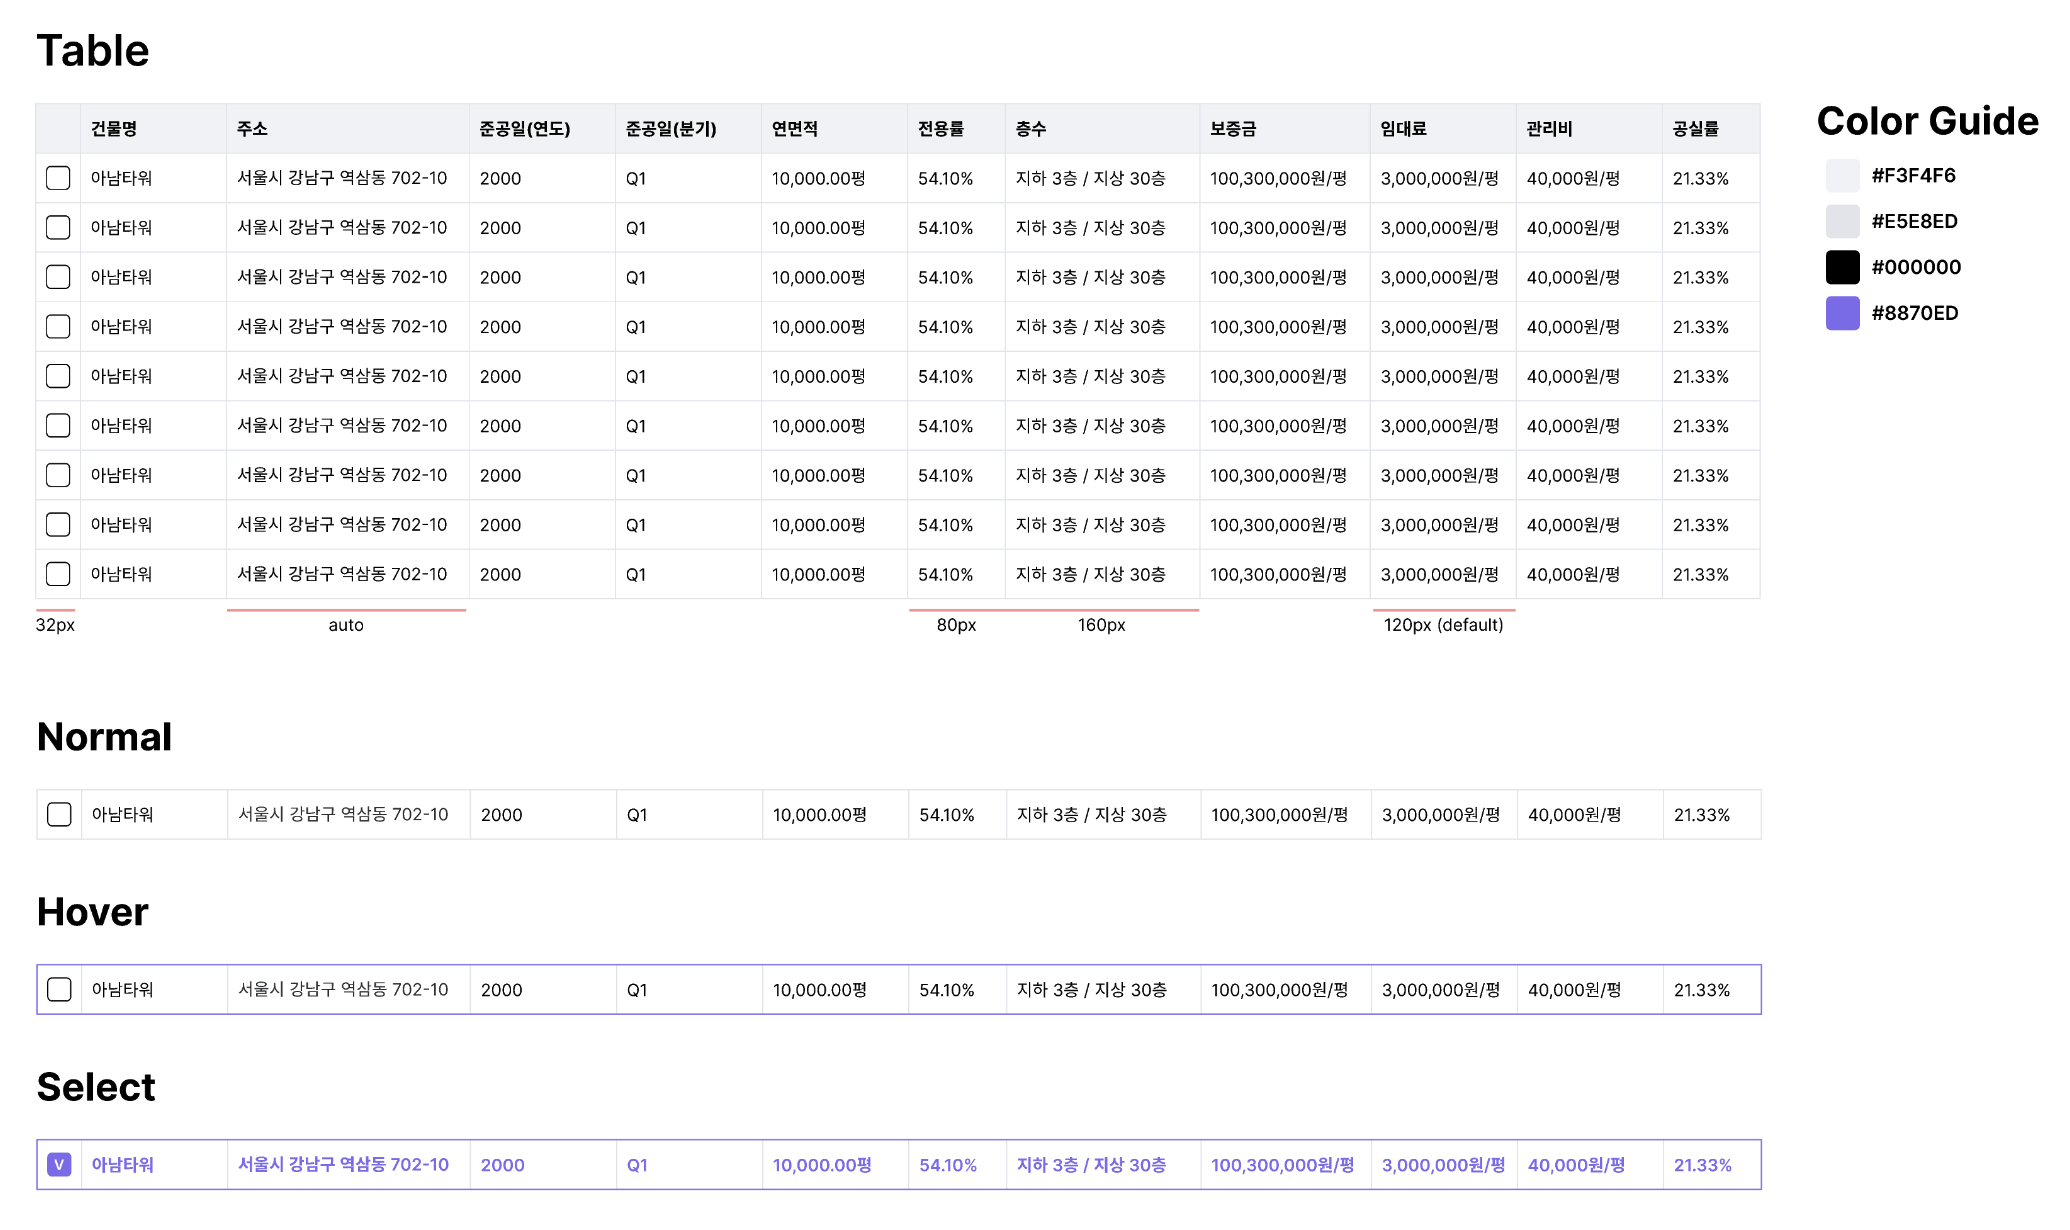 Table
건물명 주소 준공일(연도) 준공일(분기) 연면적 전용률 층수 보증금 임대료 관리비 공실률
아남타워 서울시 강남구 역삼동 702-10 2000 Q1 10,000.00평 54.10% 지하 3층 / 지상 30층 100,300,000원/평 3,000,000원/평 40,000원/평 21.33%
아남타워 서울시 강남구 역삼동 702-10 2000 Q1 10,000.00평 54.10% 지하 3층 / 지상 30층 100,300,000원/평 3,000,000원/평 40,000원/평 21.33%
아남타워 서울시 강남구 역삼동 702-10 2000 Q1 10,000.00평 54.10% 지하 3층 / 지상 30층 100,300,000원/평 3,000,000원/평 40,000원/평 21.33%
아남타워 서울시 강남구 역삼동 702-10 2000 Q1 10,000.00평 54.10% 지하 3층 / 지상 30층 100,300,000원/평 3,000,000원/평 40,000원/평 21.33%
아남타워 서울시 강남구 역삼동 702-10 2000 Q1 10,000.00평 54.10% 지하 3층 / 지상 30층 100,300,000원/평 3,000,000원/평 40,000원/평 21.33%
아남타워 서울시 강남구 역삼동 702-10 2000 Q1 10,000.00평 54.10% 지하 3층 / 지상 30층 100,300,000원/평 3,000,000원/평 40,000원/평 21.33%
아남타워 서울시 강남구 역삼동 702-10 2000 Q1 10,000.00평 54.10% 지하 3층 / 지상 30층 100,300,000원/평 3,000,000원/평 40,000원/평 21.33%
아남타워 서울시 강남구 역삼동 702-10 2000 Q1 10,000.00평 54.10% 지하 3층 / 지상 30층 100,300,000원/평 3,000,000원/평 40,000원/평 21.33%
아남타워 서울시 강남구 역삼동 702-10 2000 Q1 10,000.00평 54.10% 지하 3층 / 지상 30층 100,300,000원/평 3,000,000원/평 40,000원/평 21.33%
32px auto 80px 160px 120px (default)
Color Guide
#F3F4F6
#E5E8ED
#000000
#8870ED
Normal
아남타워 서울시 강남구 역삼동 702-10 2000 Q1 10,000.00평 54.10% 지하 3층 / 지상 30층 100,300,000원/평 3,000,000원/평 40,000원/평 21.33%
Hover
아남타워 서울시 강남구 역삼동 702-10 2000 Q1 10,000.00평 54.10% 지하 3층 / 지상 30층 100,300,000원/평 3,000,000원/평 40,000원/평 21.33%
Select
V 아남타워 서울시 강남구 역삼동 702-10 2000 Q1 10,000.00평 54.10% 지하 3층 / 지상 30층 100,300,000원/평 3,000,000원/평 40,000원/평 21.33%